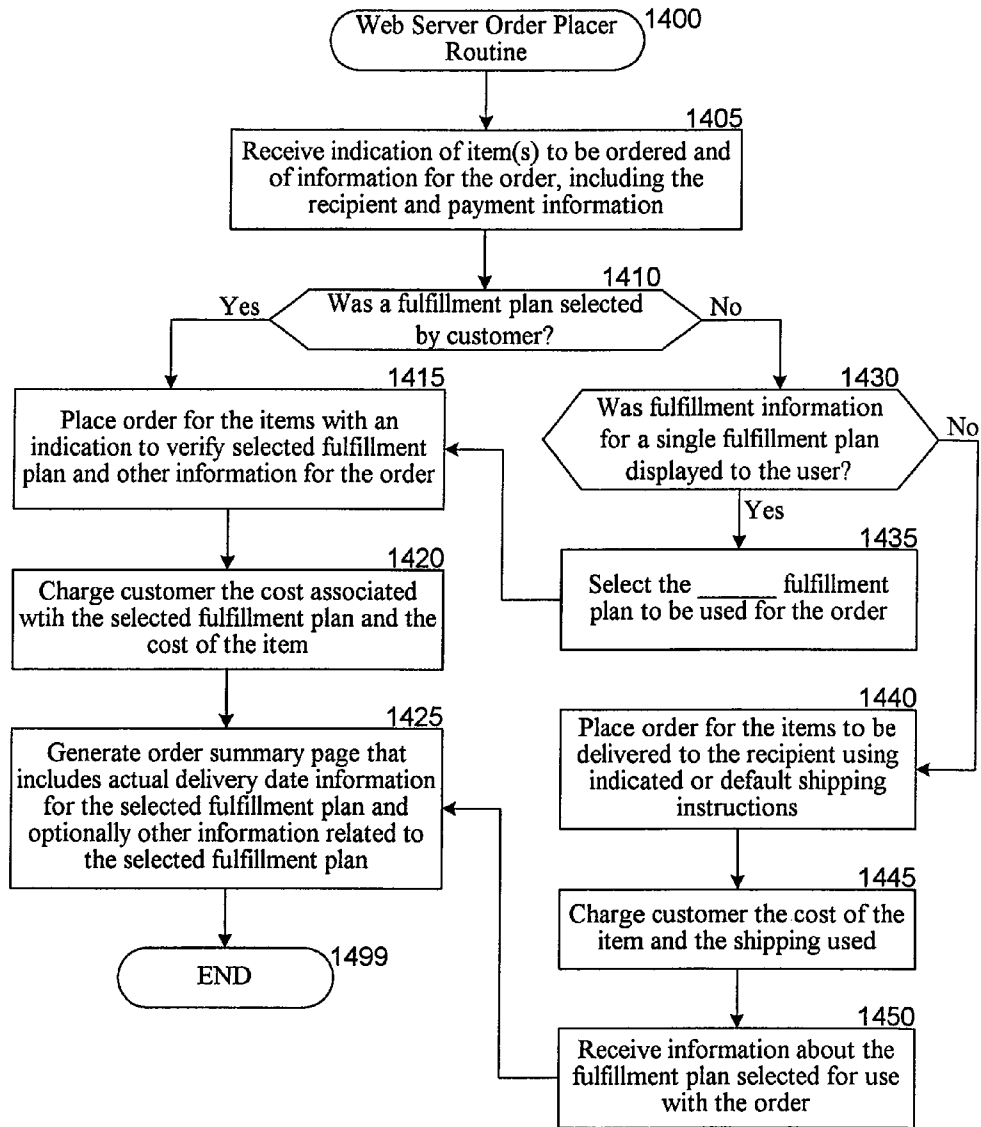 Web Server Order Placer
Routine
1400
1405
Receive indication of item(s) to be ordered and
of information for the order, including the
recipient and payment information
1410
Was a fulfillment plan selected
by customer?
Yes
No
1415
Place order for the items with an
indication to verify selected fulfillment
plan and other information for the order
1420
Charge customer the cost associated
wtih the selected fulfillment plan and the
cost of the item
1425
Generate order summary page that
includes actual delivery date information
for the selected fulfillment plan and
optionally other information related to
the selected fulfillment plan
END
1499
1430
Was fulfillment information
for a single fulfillment plan
displayed to the user?
No
Yes
1435
Select the ______ fulfillment
plan to be used for the order
1440
Place order for the items to be
delivered to the recipient using
indicated or default shipping
instructions
1445
Charge customer the cost of the
item and the shipping used
1450
Receive information about the
fulfillment plan selected for use
with the order